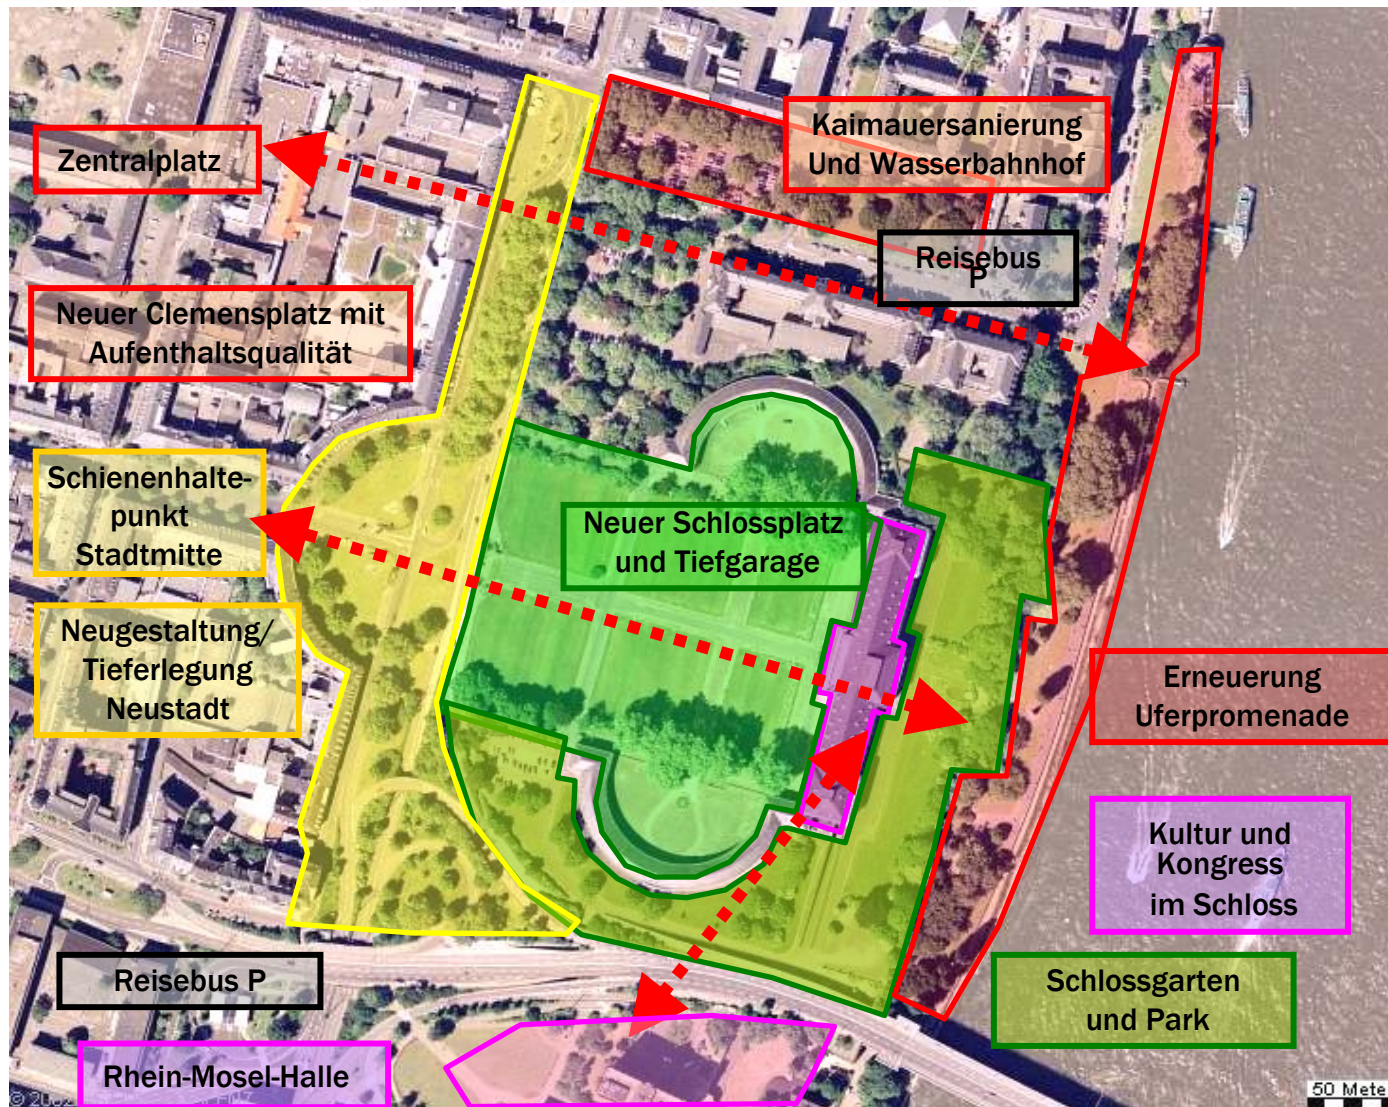 Kaimauersanierung
Und Wasserbahnhof
Zentralplatz
Reisebus
P
Neuer Clemensplatz mit
Aufenthaltsqualität
Schienenhalte-
punkt
Stadtmitte
Neuer Schlossplatz
und Tiefgarage
Neugestaltung/
Tieferlegung
Neustadt
Erneuerung
Uferpromenade
Kultur und
Kongress
im Schloss
Reisebus P
Schlossgarten
und Park
Rhein-Mosel-Halle
50 Mete